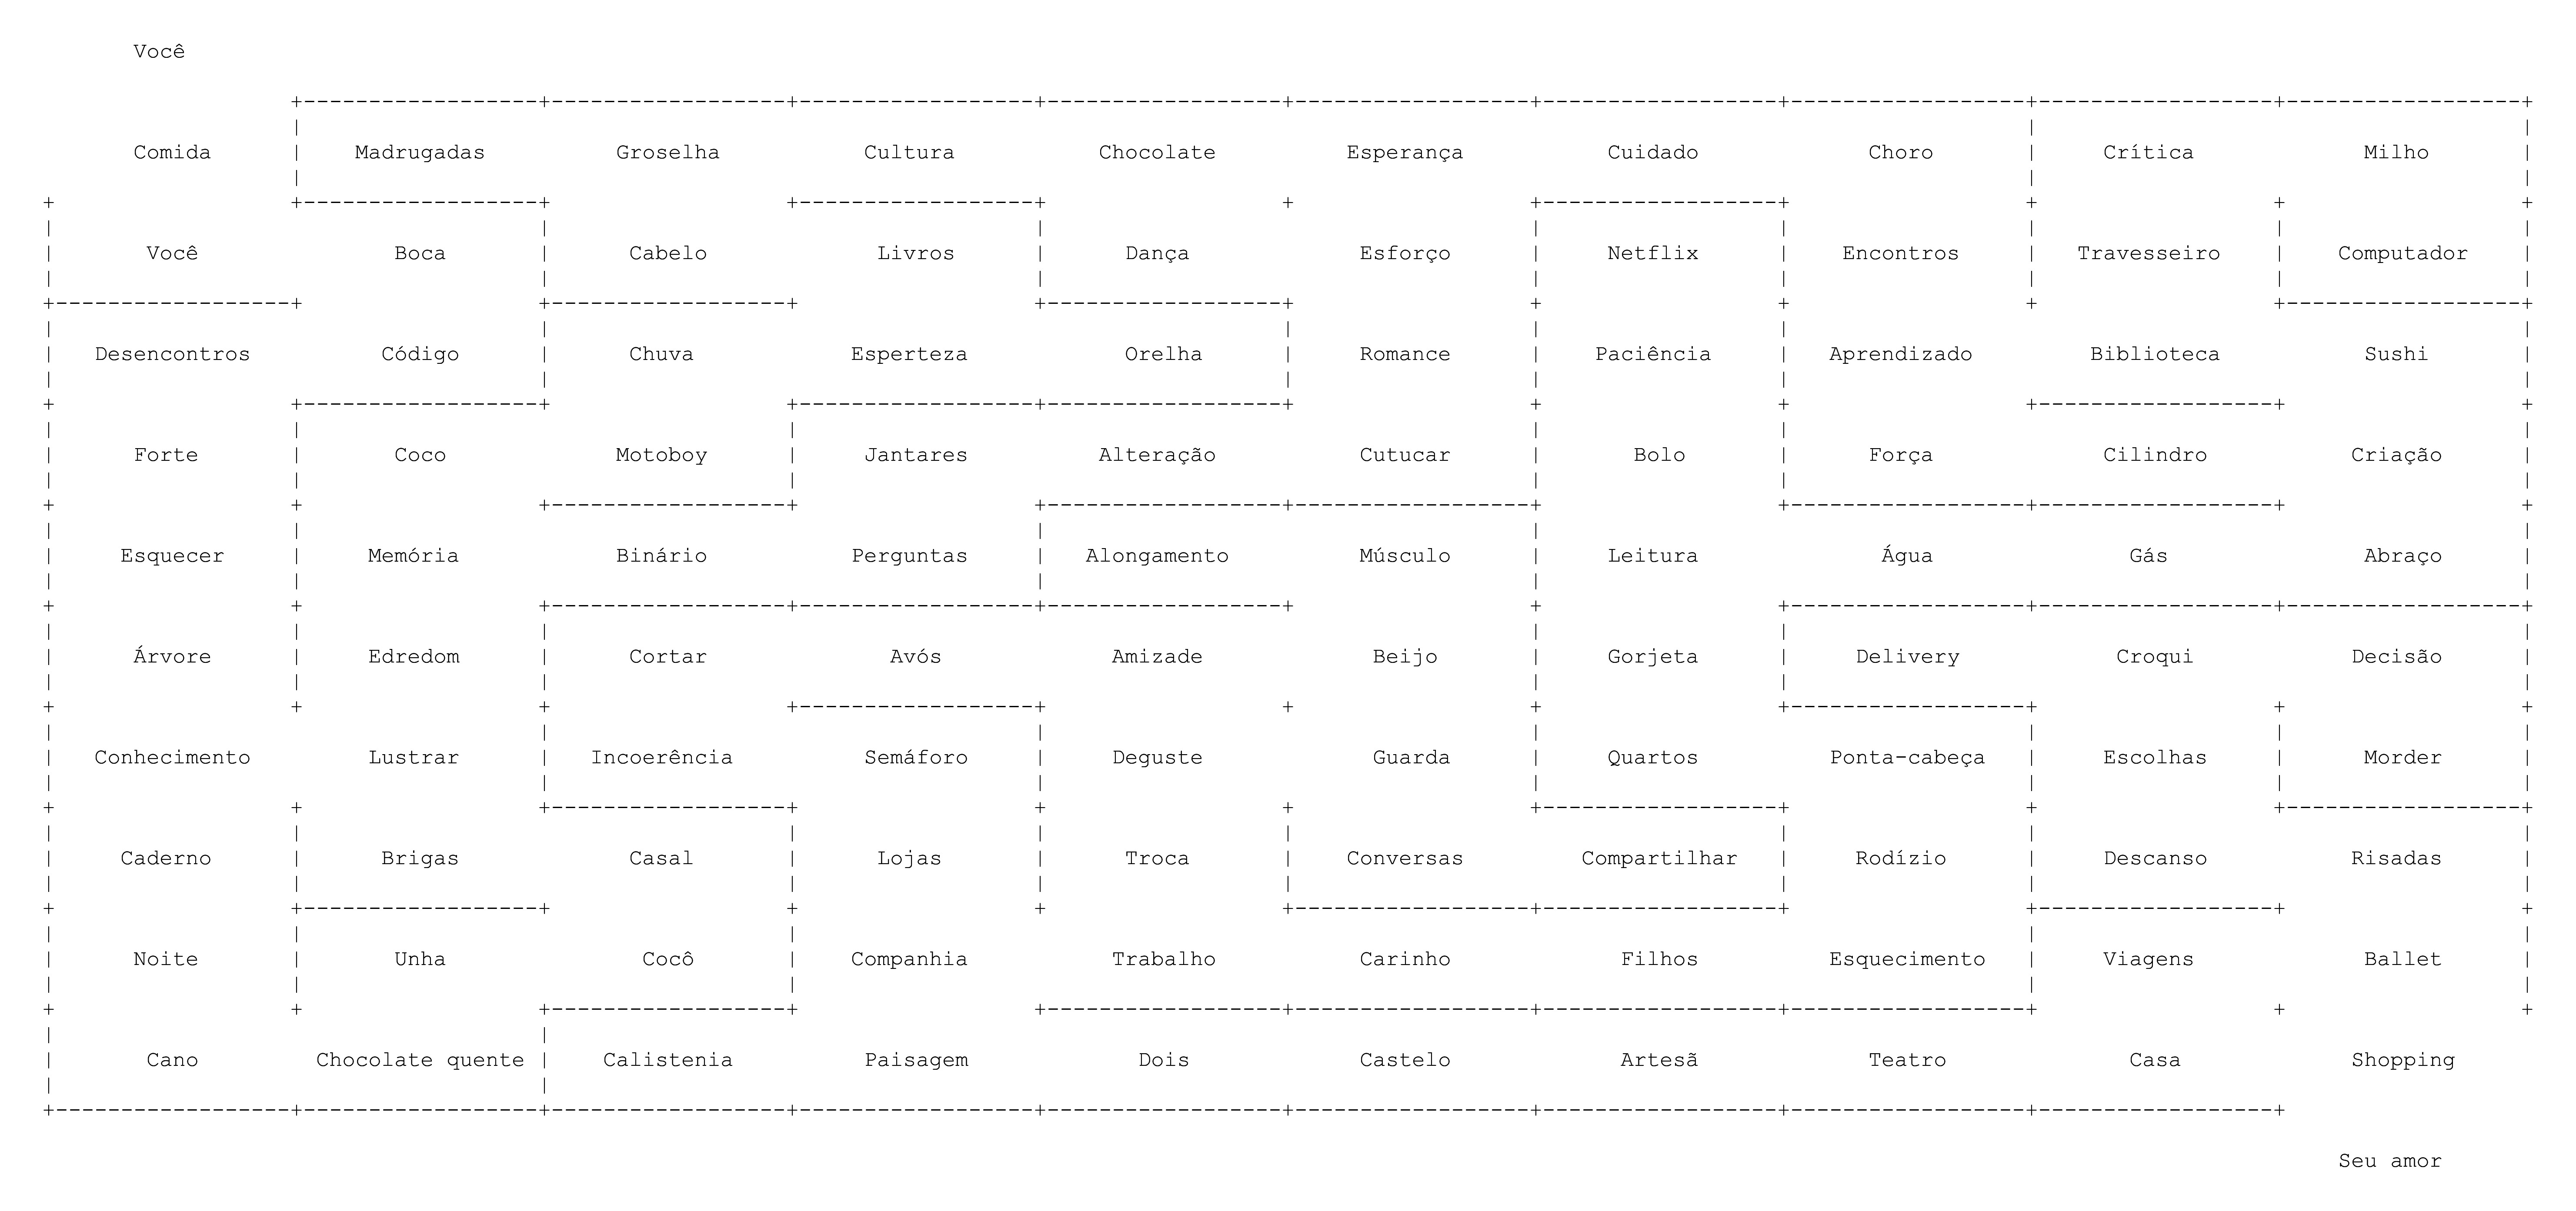 Você
Comida Madrugadas Groselha Cultura Chocolate Esperança Cuidado Choro Crítica Milho
Você Boca Cabelo Livros Dança Esforço Netflix Encontros Travesseiro Computador
Desencontros Código Chuva Esperteza Orelha Romance Paciência Aprendizado Biblioteca Sushi
Forte Coco Motoboy Jantares Alteração Cutucar Bolo Força Cilindro Criação
Esquecer Memória Binário Perguntas Alongamento Músculo Leitura Água Gás Abraço
Árvore Edredom Cortar Avós Amizade Beijo Gorjeta Delivery Croqui Decisão
Conhecimento Lustrar Incoerência Semáforo Deguste Guarda Quartos Ponta-cabeça Escolhas Morder
Caderno Brigas Casal Lojas Troca Conversas Compartilhar Rodízio Descanso Risadas
Noite Unha Cocô Companhia Trabalho Carinho Filhos Esquecimento Viagens Ballet
Cano Chocolate quente Calistenia Paisagem Dois Castelo Artesã Teatro Casa Shopping
Seu amor